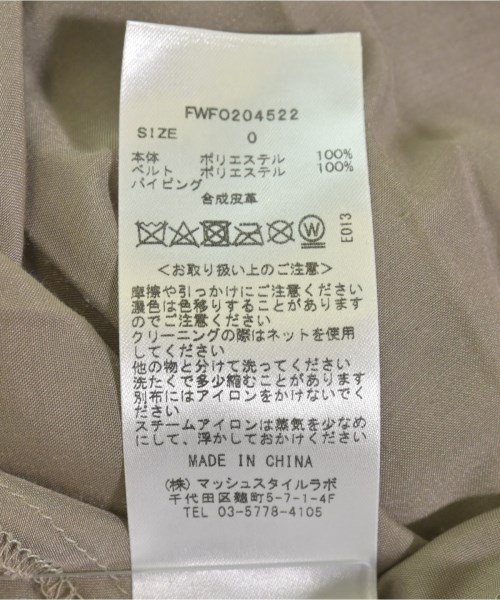 FWFO204522
SIZE 0
本体 ポリエステル 100%
ベルト ポリエステル 100%
パイピング
合成皮革
W
E013
＜お取り扱い上のご注意＞
摩擦や引っかけにご注意ください
濃色は色移りすることがあります
のでご注意ください
クリーニングの際はネットを使用
してください
他の物と分けて洗ってください
洗たくで多少縮むことがあります
別布にはアイロンをかけないでく
ださい
スチームアイロンは蒸気を少なめ
にして、浮かしておかけください
MADE IN CHINA
(株) マッシュスタイルラボ
千代田区麹町5-7-1-4F
TEL 03-5778-4105